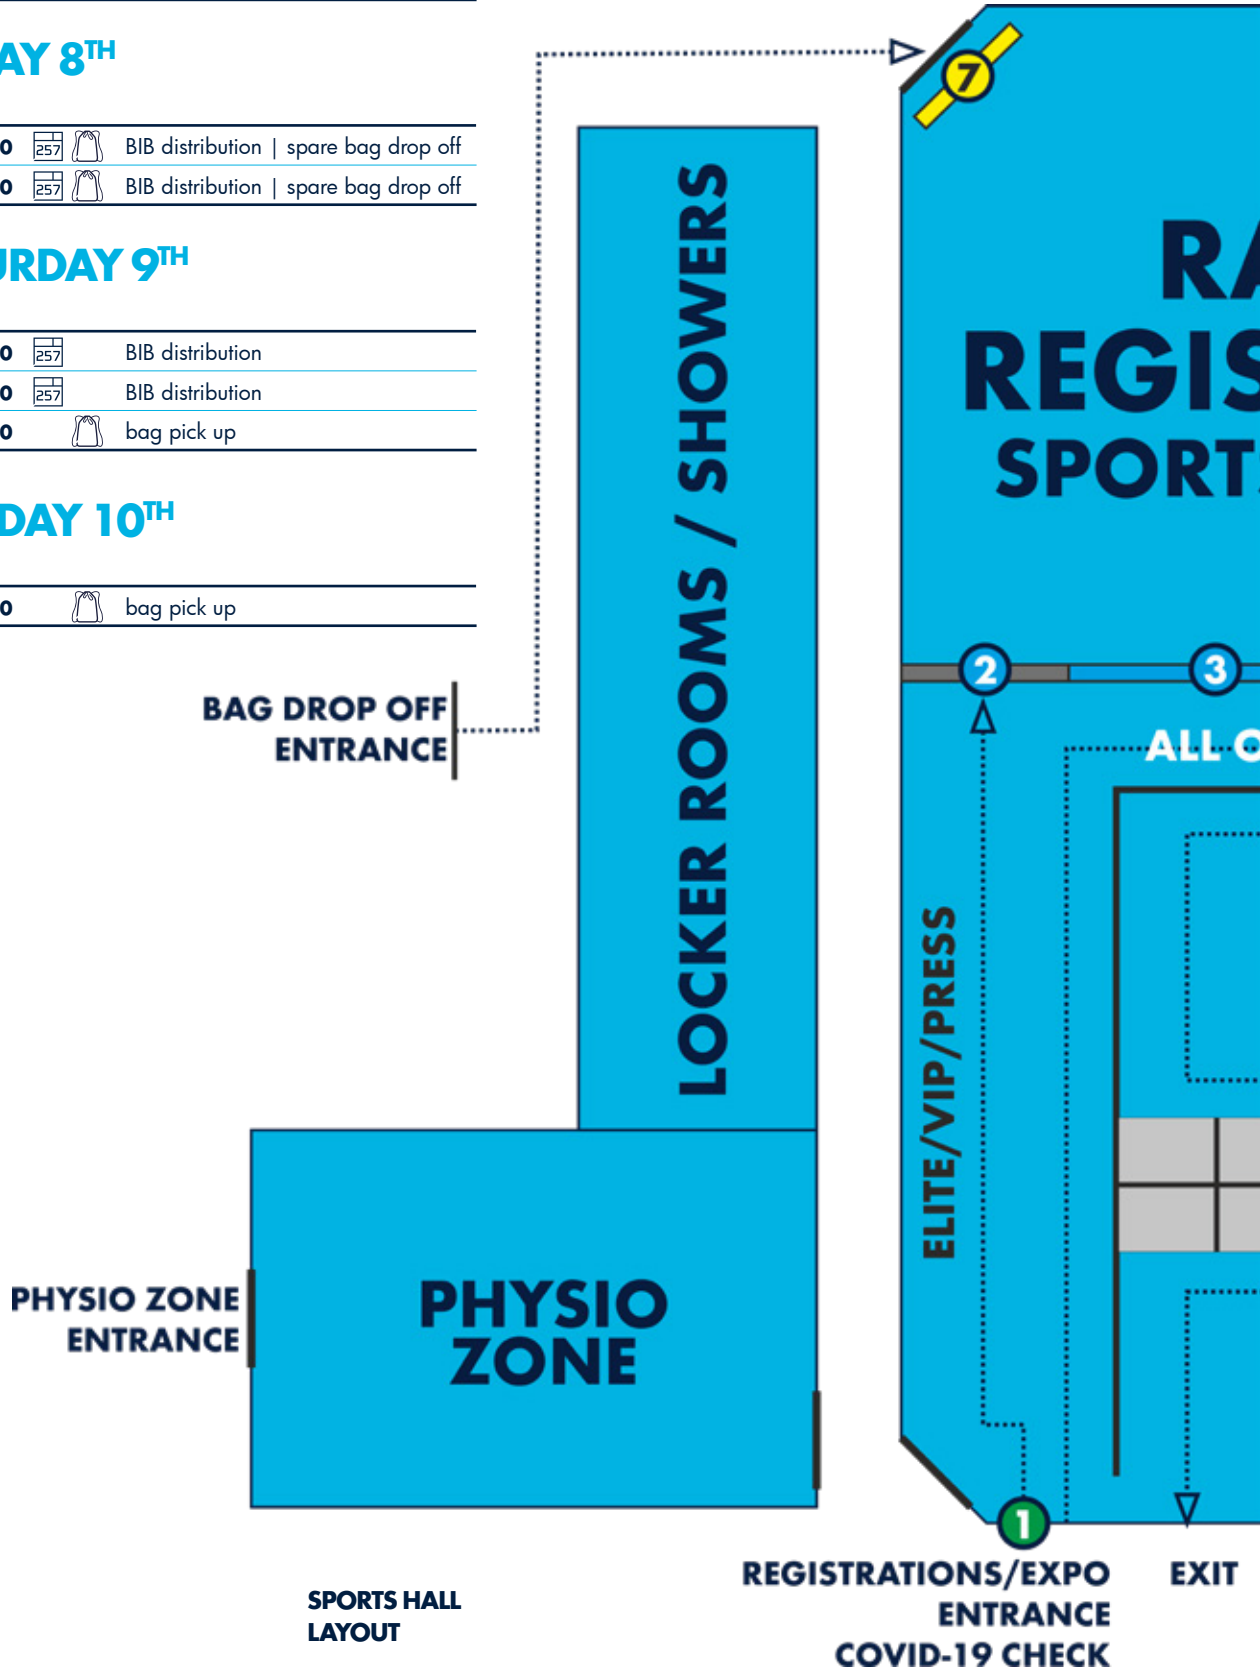 AY 8TH
0 257 BIB distribution | spare bag drop off
0 257 BIB distribution | spare bag drop off
URDAY 9TH
0 257 BIB distribution
0 257 BIB distribution
0 bag pick up
DAY 10TH
0 bag pick up
BAG DROP OFF
ENTRANCE
LOCKER ROOMS / SHOWERS
PHYSIO ZONE
ENTRANCE
PHYSIO
ZONE
SPORTS HALL
LAYOUT
7
RA
REGIS
SPORTS
2
3
ALL O
ELITE/VIP/PRESS
1
REGISTRATIONS/EXPO
ENTRANCE
COVID-19 CHECK
EXIT